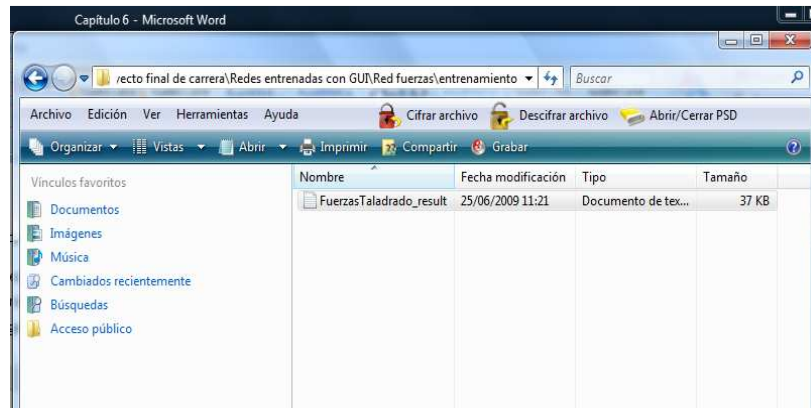 Capítulo 6 - Microsoft Word
recto final de carrera\Redes entrenadas con GUI\Red fuerzas\entrenamiento
Buscar
Archivo Edición Ver Herramientas Ayuda Cifrar archivo Descifrar archivo Abrir/Cerrar PSD
Organizar Vistas Abrir Imprimir Compartir Grabar
Vínculos favoritos
Nombre Fecha modificación Tipo Tamaño
FuerzasTaladrado_result 25/06/2009 11:21 Documento de tex... 37 KB
Documentos
Imágenes
Música
Cambiados recientemente
Búsquedas
Acceso público